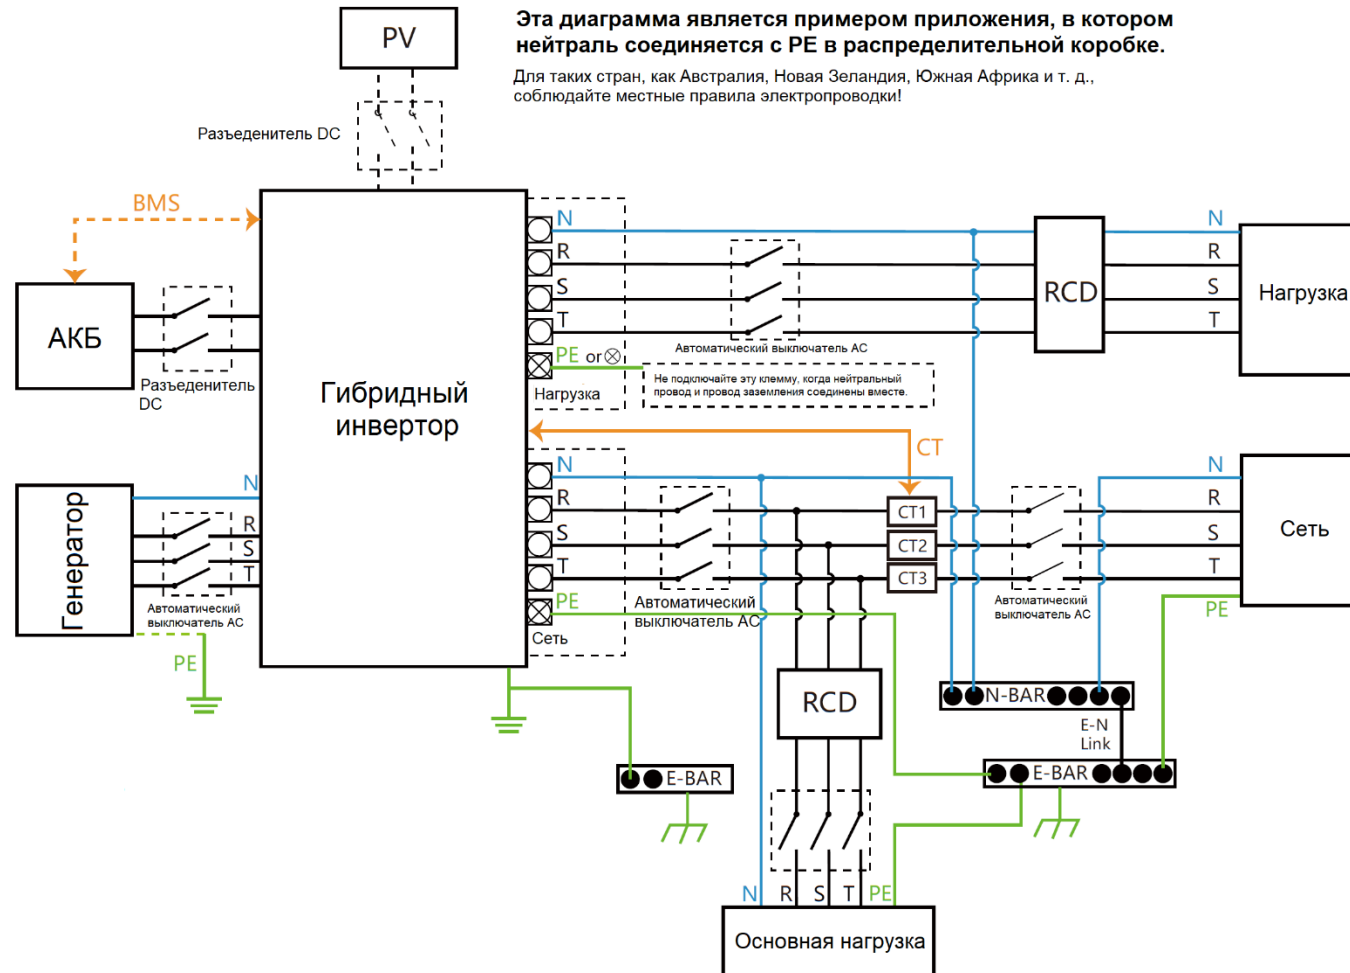 Эта диаграмма является примером приложения, в котором
нейтраль соединяется с PE в распределительной коробке.
Для таких стран, как Австралия, Новая Зеландия, Южная Африка и т. д.,
соблюдайте местные правила электропроводки!
PV
Разъеденитель DC
BMS
АКБ
Разъеденитель
DC
Гибридный
инвертор
N
R
S
T
PE or
Нагрузка
Автоматический выключатель AC
Не подключайте эту клемму, когда нейтральный
провод и провод заземления соединены вместе.
RCD
N
R
S
T
Нагрузка
CT
Генератор
N
R
S
T
Автоматический
выключатель AC
PE
N
R
S
T
PE
Сеть
Автоматический
выключатель AC
CT1
CT2
CT3
Автоматический
выключатель AC
N
R
S
T
PE
Сеть
RCD
N-BAR
E-N
Link
E-BAR
E-BAR
N
R
S
T
PE
Основная нагрузка